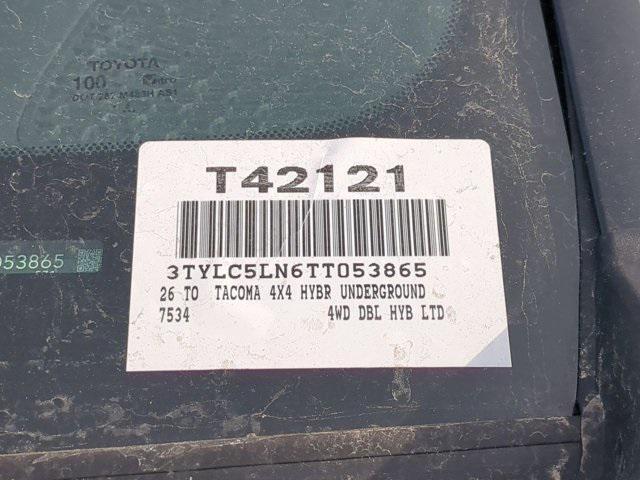 TOYOTA
100
T42121
053865
3TYLC5LN6TT053865
26 TO TACOMA 4X4 HYBR UNDERGROUND
7534 4WD DBL HYB LTD